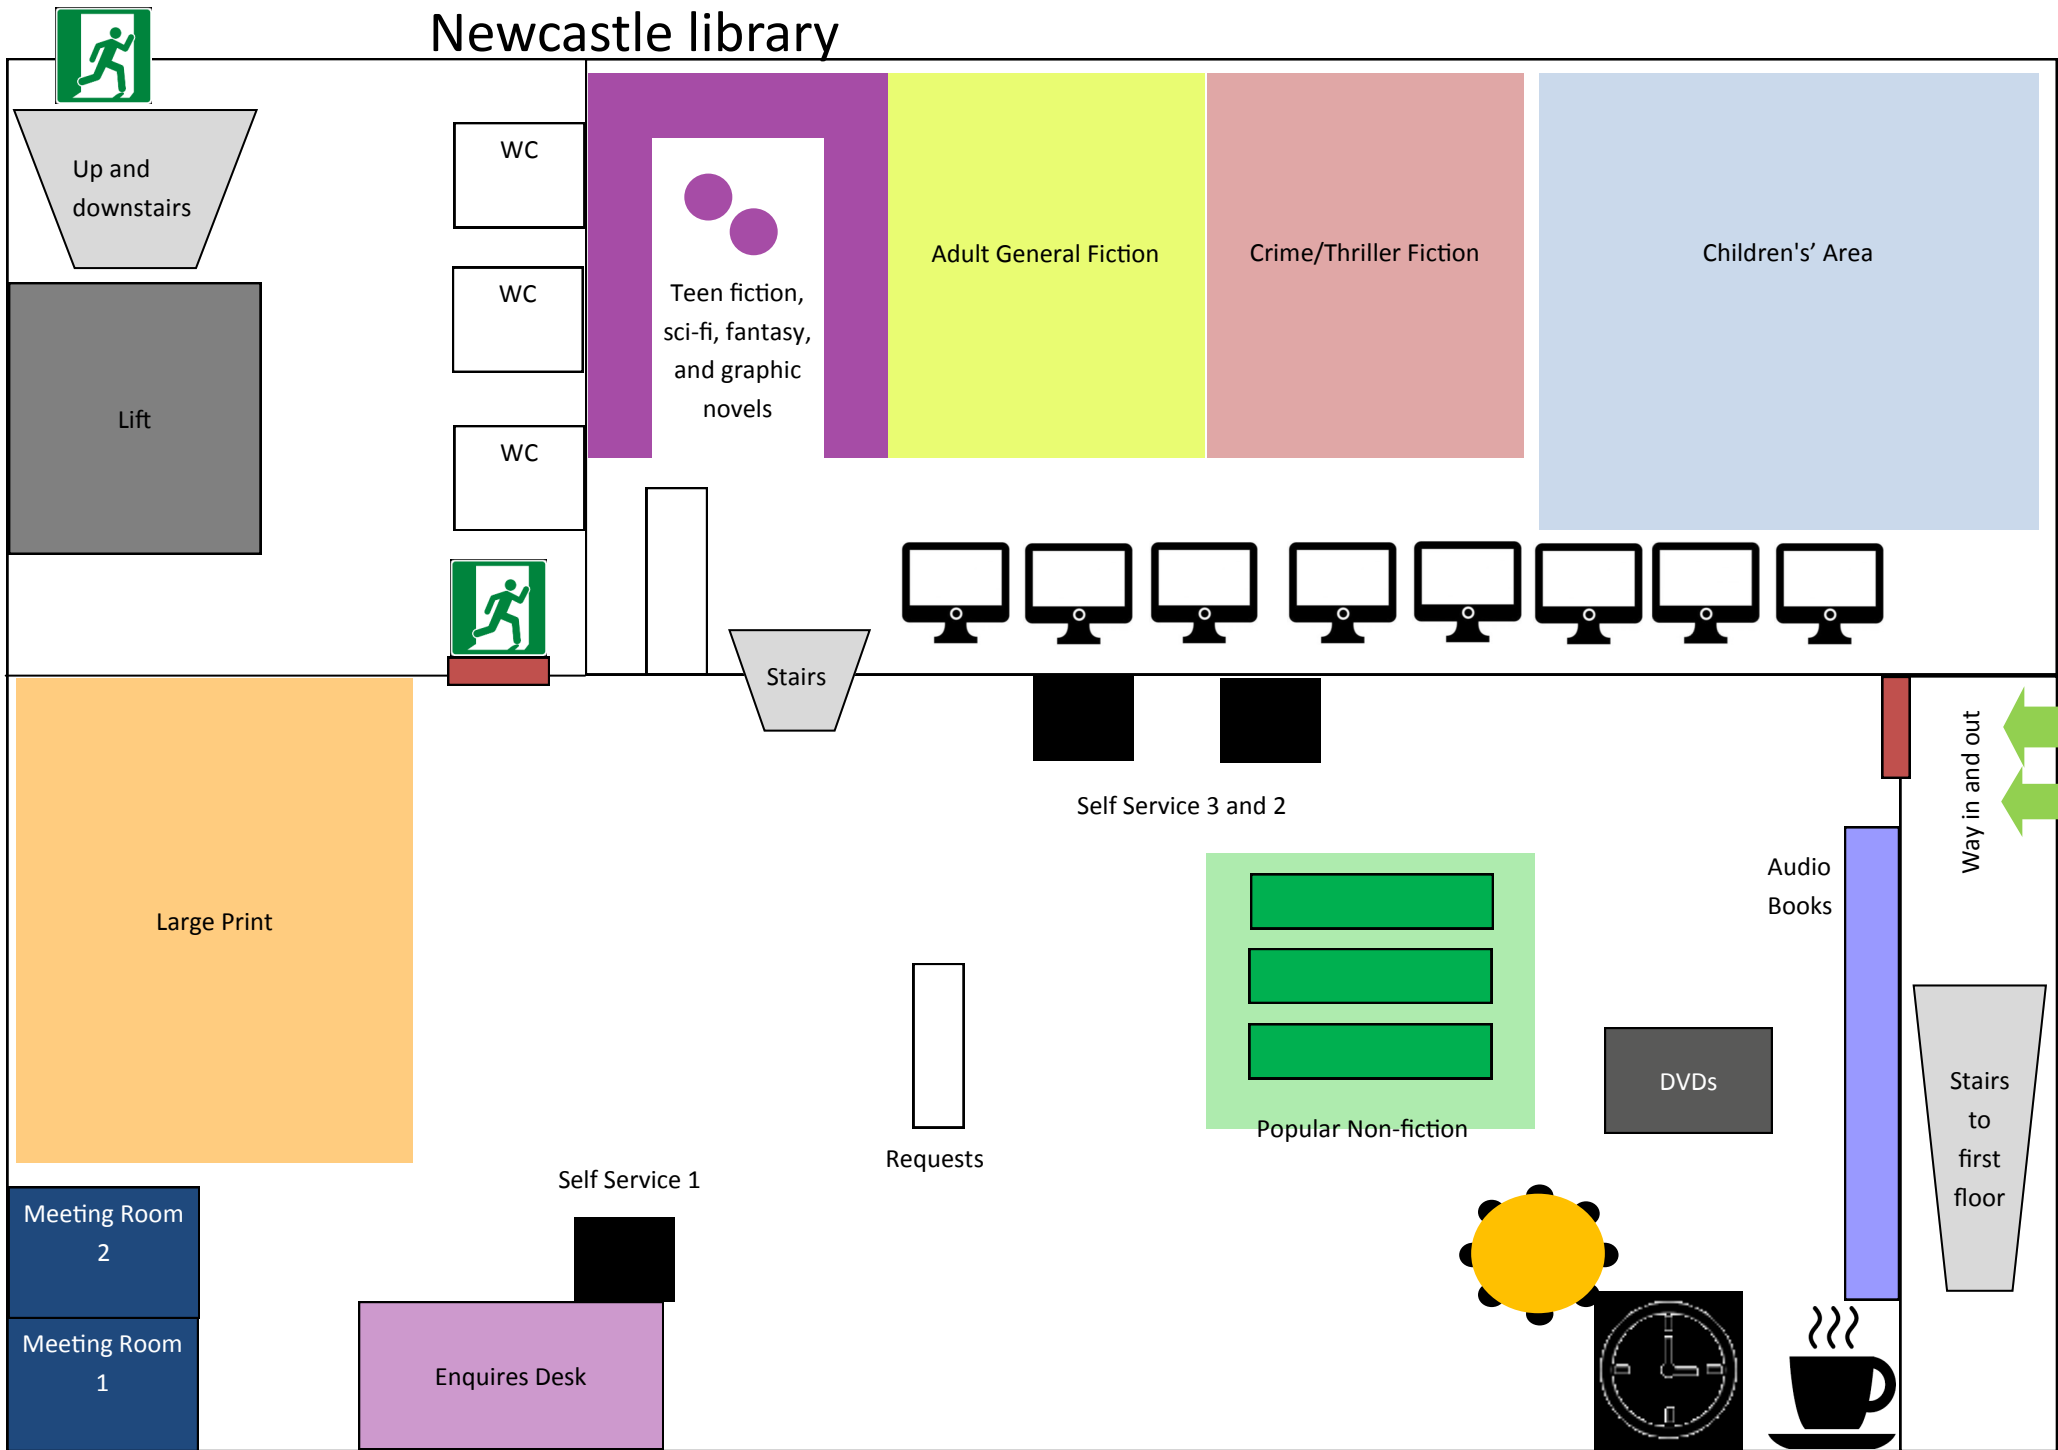 Newcastle library
Up and
downstairs
WC
WC
WC
Lift
Teen fiction,
sci-fi, fantasy,
and graphic
novels
Adult General Fiction
Crime/Thriller Fiction
Children's’ Area
Stairs
Self Service 3 and 2
Way in and out
Large Print
Audio
Books
Popular Non-fiction
DVDs
Stairs
to
first
floor
Requests
Self Service 1
Meeting Room
2
Meeting Room
1
Enquires Desk